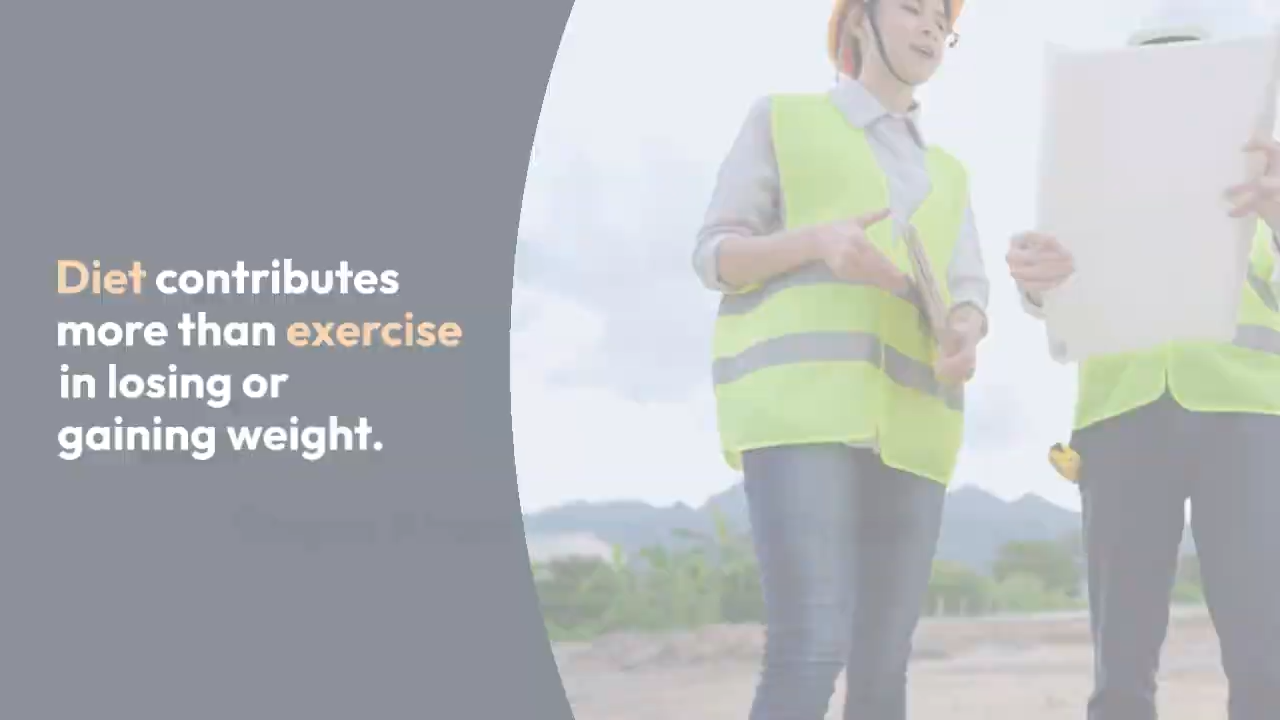 Diet contributes
more than exercise
in losing or
gaining weight.